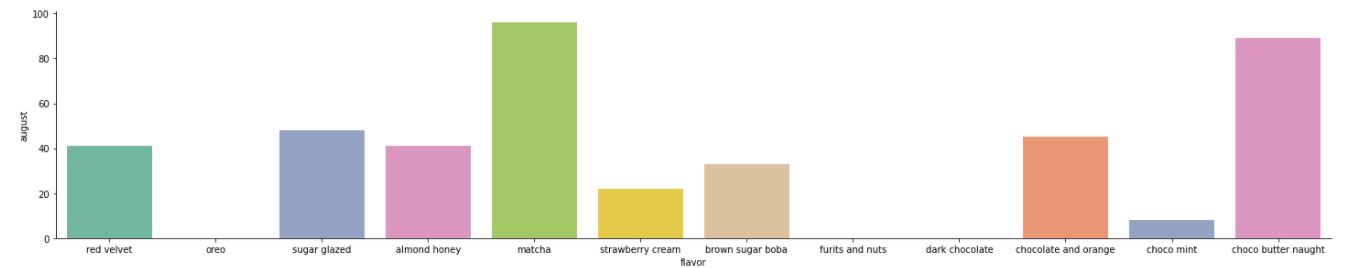 100
80
60
40
20
0
august
red velvet oreo sugar glazed almond honey matcha strawberry cream brown sugar boba furits and nuts dark chocolate chocolate and orange choco mint choco butter naught
flavor